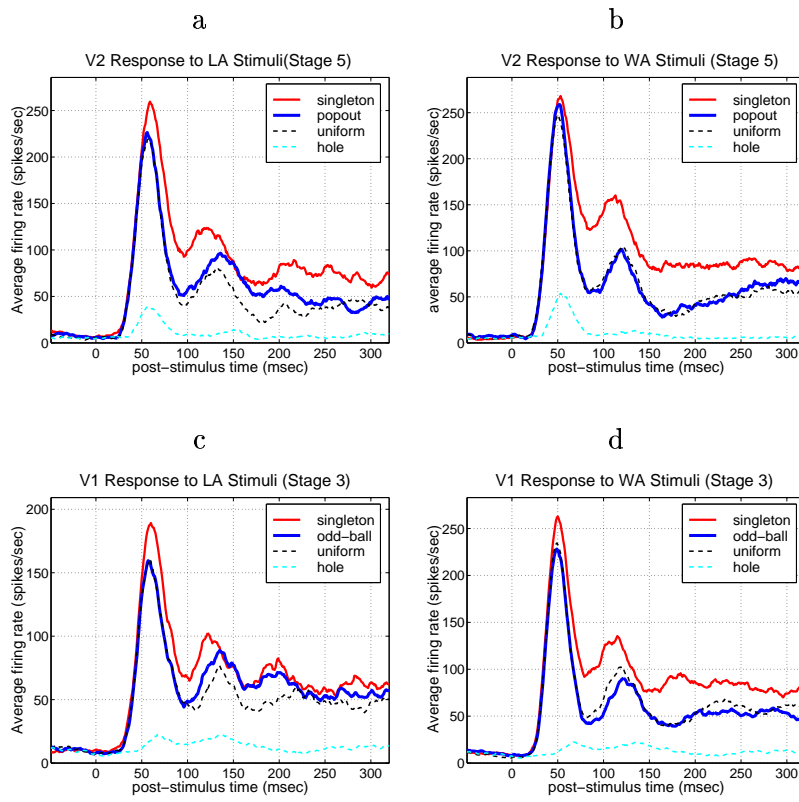 a
V2 Response to LA Stimuli(Stage 5)
Average firing rate (spikes/sec)
250
200
150
100
50
0
0 50 100 150 200 250 300
post-stimulus time (msec)
singleton
popout
uniform
hole
b
V2 Response to WA Stimuli (Stage 5)
average firing rate (spikes/sec)
250
200
150
100
50
0
0 50 100 150 200 250 300
post-stimulus time (msec)
singleton
popout
uniform
hole
c
V1 Response to LA Stimuli (Stage 3)
Average firing rate (spikes/sec)
200
150
100
50
0
0 50 100 150 200 250 300
post-stimulus time (msec)
singleton
odd-ball
uniform
hole
d
V1 Response to WA Stimuli (Stage 3)
Average firing rate (spikes/sec)
250
200
150
100
50
0
0 50 100 150 200 250 300
post-stimulus time (msec)
singleton
odd-ball
uniform
hole